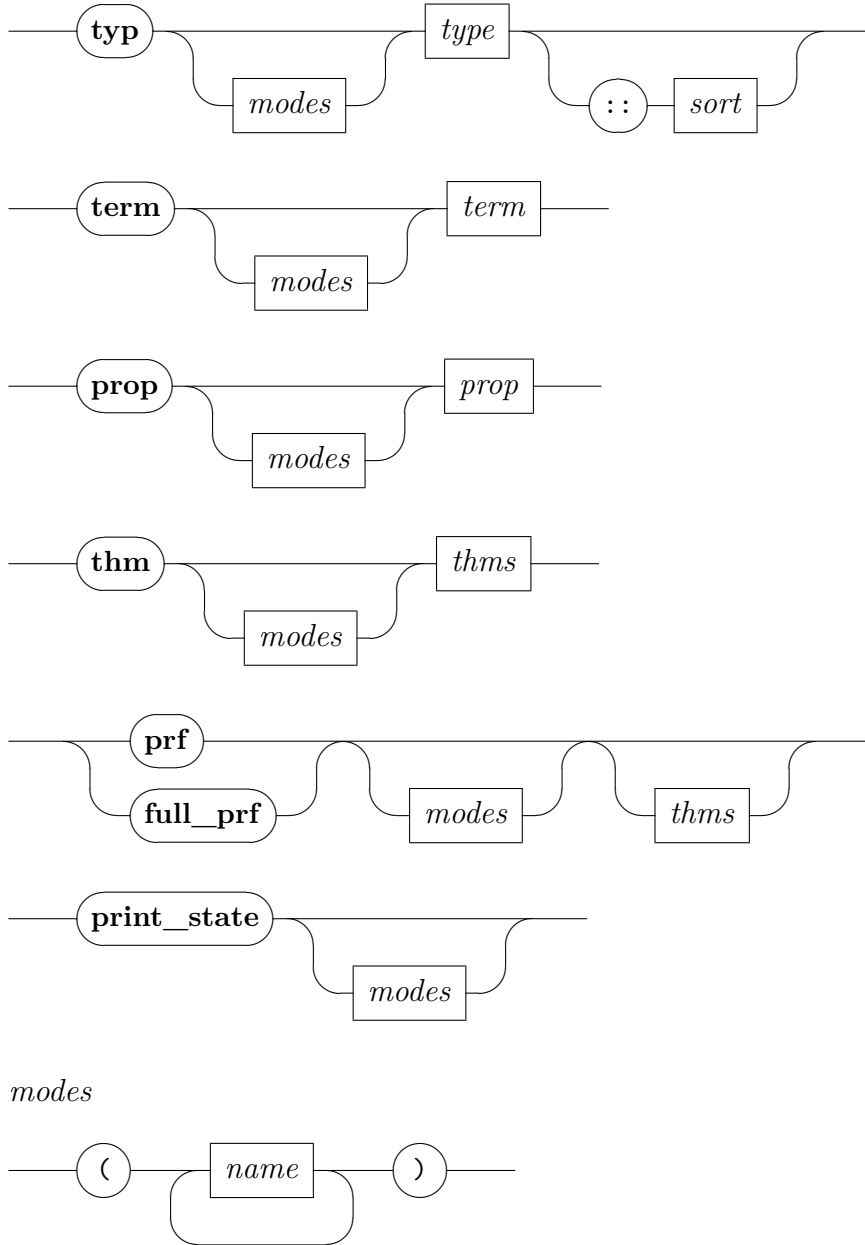 typ type
modes :: sort
term term
modes
prop prop
modes
thm thms
modes
prf
full_prf modes thms
print_state
modes
modes
( name )